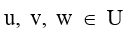 u, v, w ∈ U